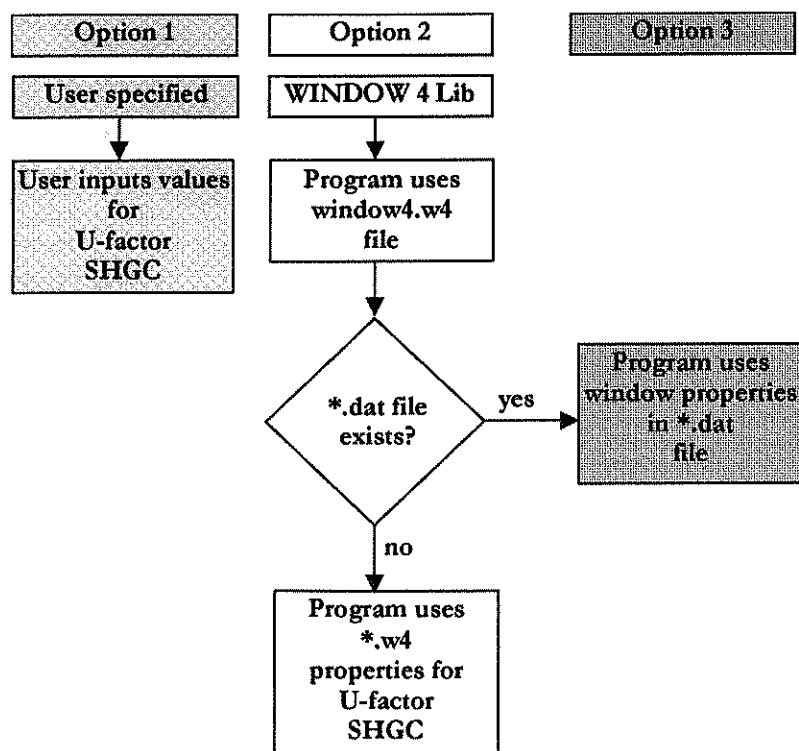 Option 1
Option 2
Option 3
User specified
WINDOW 4 Lib
User inputs values
for
U-factor
SHGC
Program uses
window4.w4
file
*.dat file
exists?
yes
Program uses
window properties
in *.dat
file
no
Program uses
*.w4
properties for
U-factor
SHGC